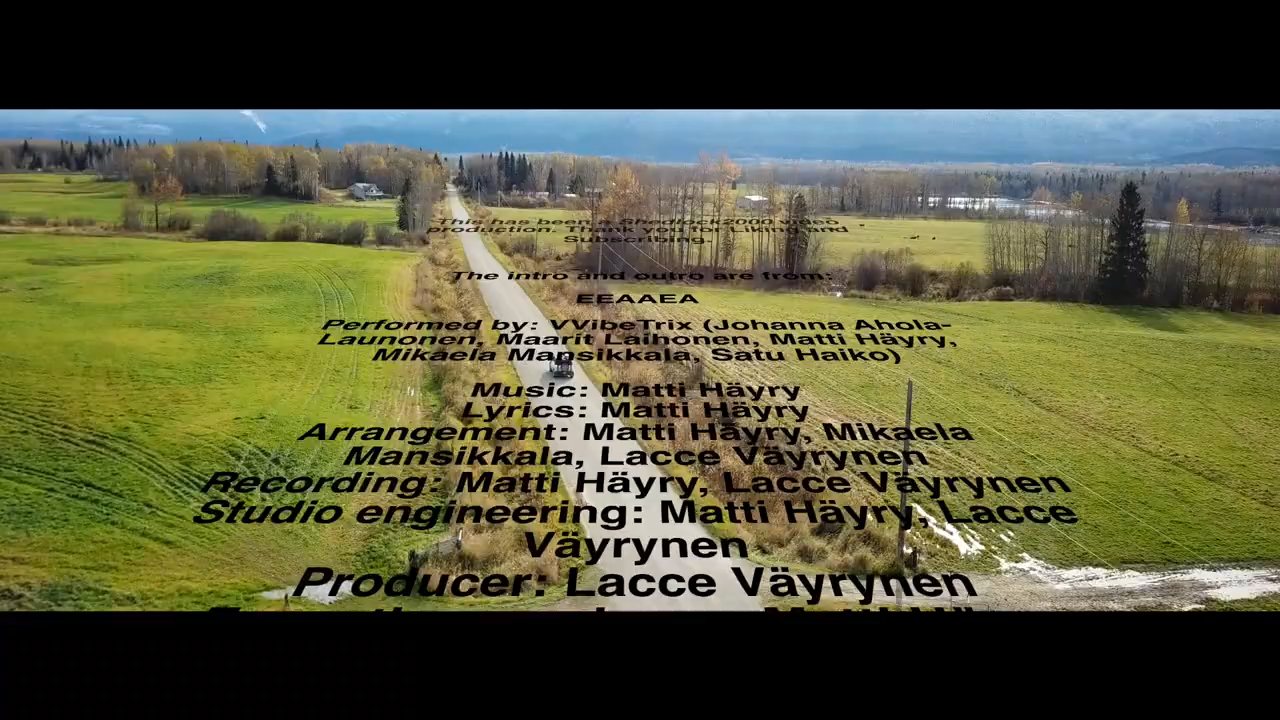 This has been a Shedlock2000 video
production. Thank you for Liking and
Subscribing.
The intro and outro are from:
EEAAEA
Performed by: VVibeTrix (Johanna Ahola-
Launonen, Maarit Laihonen, Matti Häyry,
Mikaela Mansikkala, Satu Haiko)
Music: Matti Häyry
Lyrics: Matti Häyry
Arrangement: Matti Häyry, Mikaela
Mansikkala, Lacce Väyrynen
Recording: Matti Häyry, Lacce Väyrynen
Studio engineering: Matti Häyry, Lacce
Väyrynen
Producer: Lacce Väyrynen